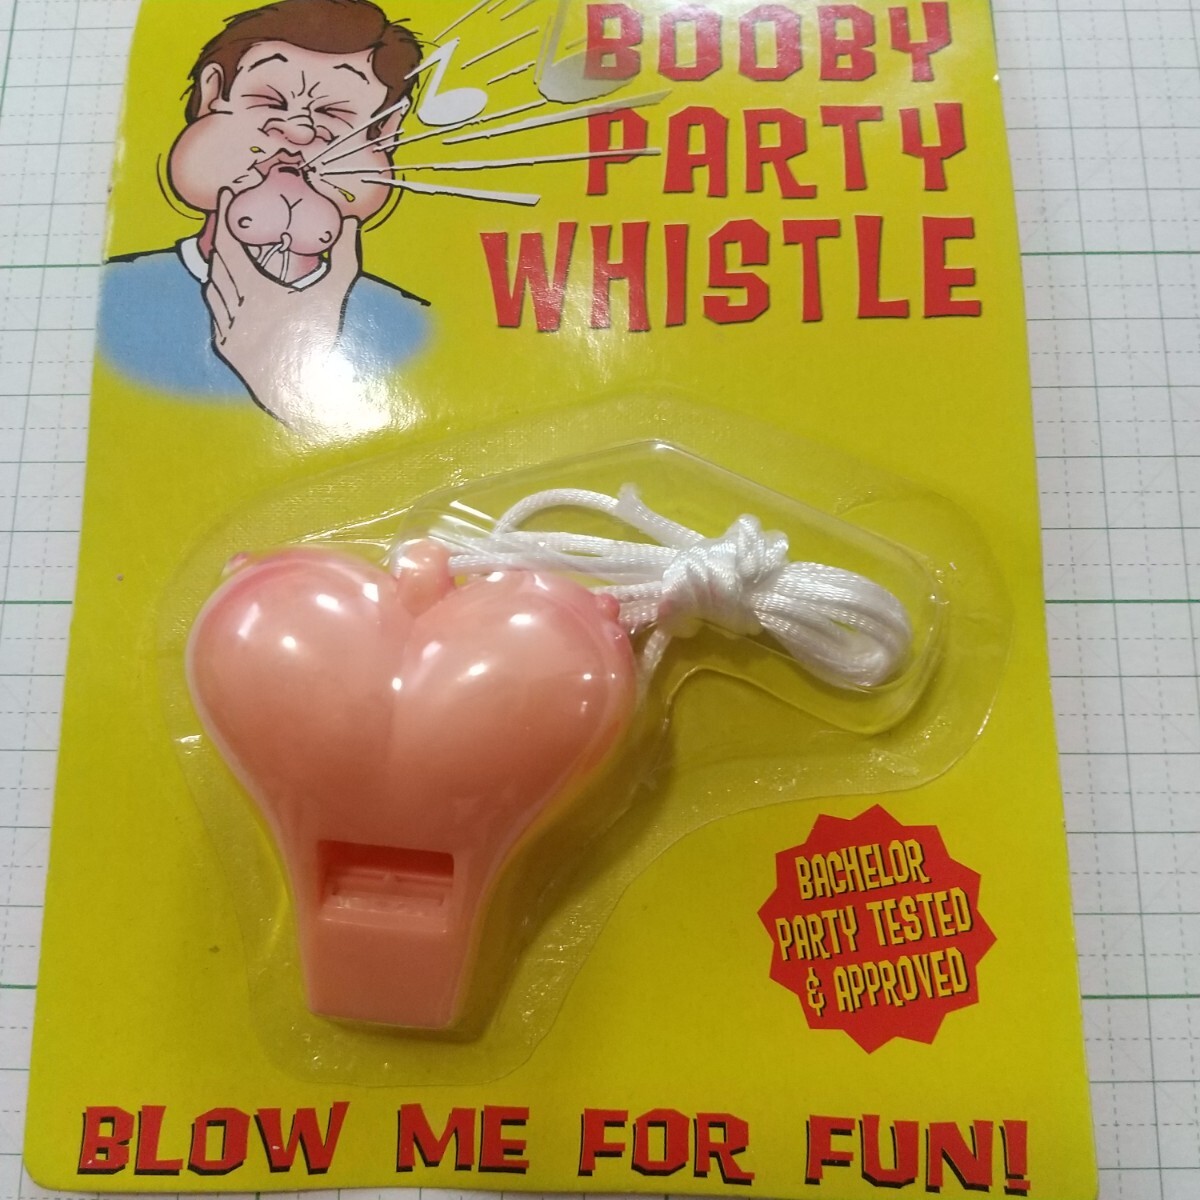 BOOBY
PARTY
WHISTLE
BACHELOR
PARTY TESTED
& APPROVED
BLOW ME FOR FUN!